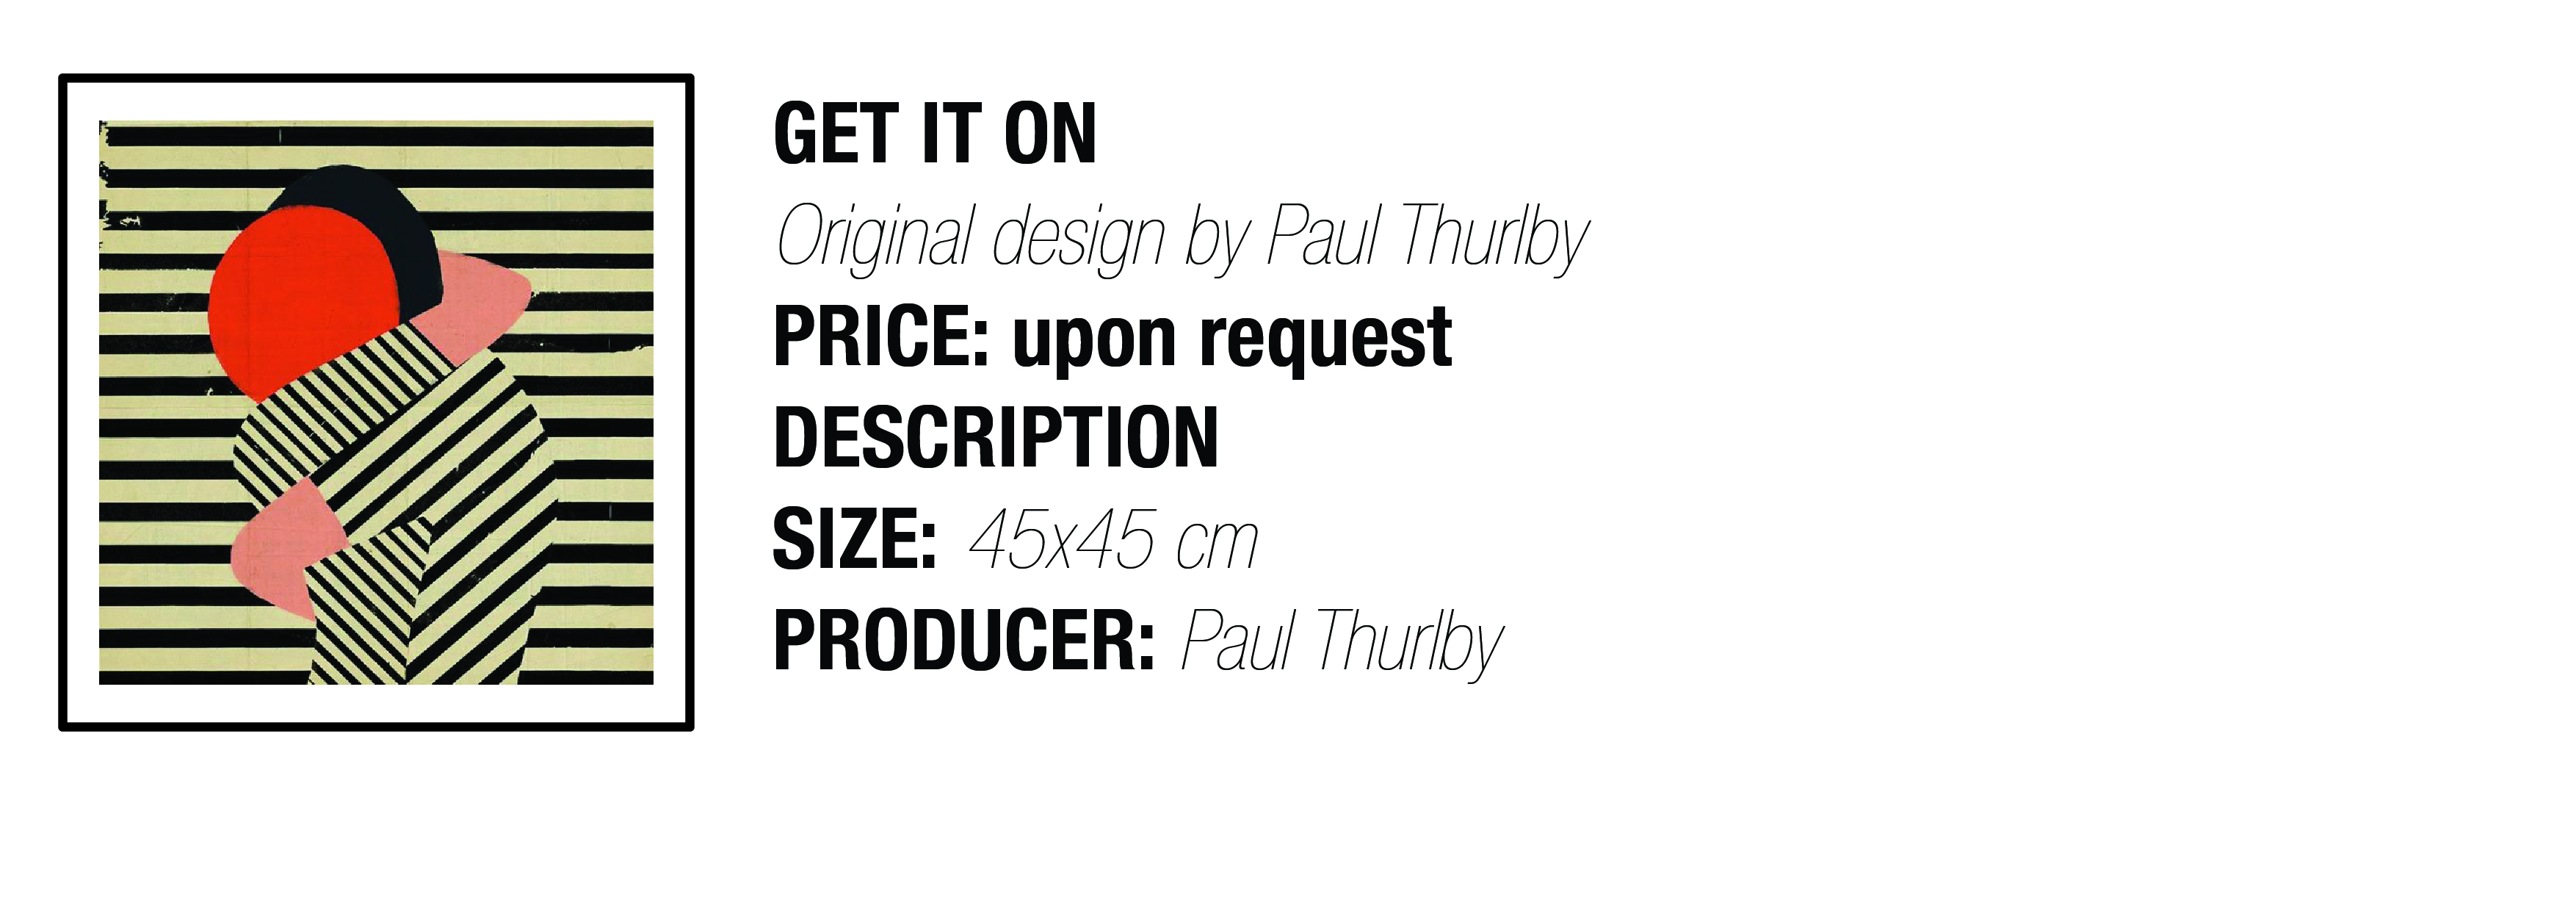 GET IT ON
Original design by Paul Thurlby
PRICE: upon request
DESCRIPTION
SIZE: 45x45 cm
PRODUCER: Paul Thurlby